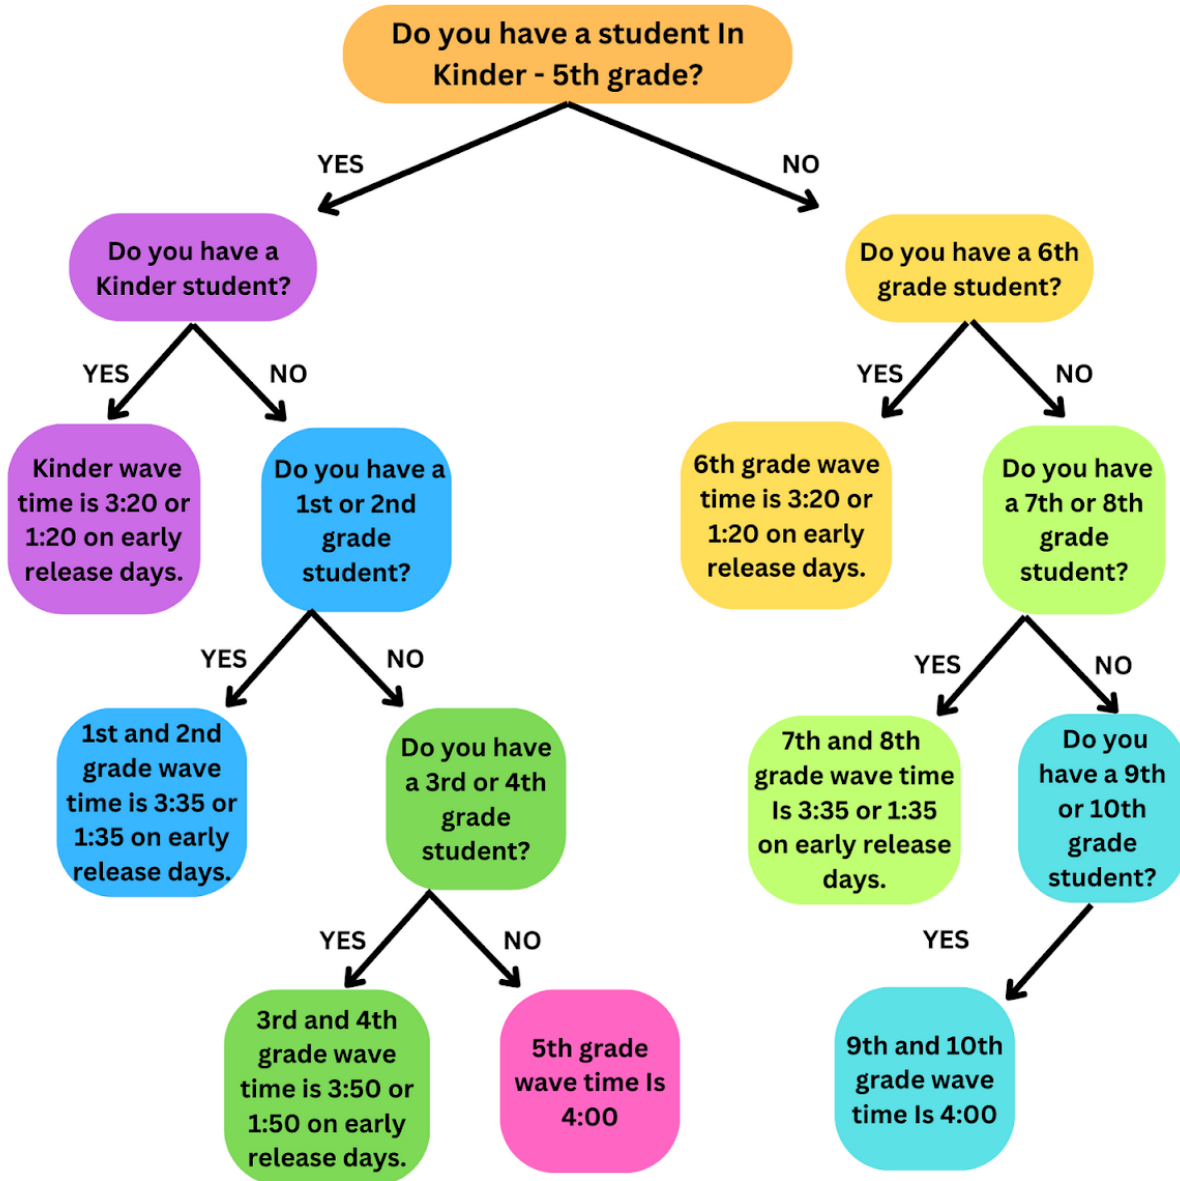 Do you have a student In
Kinder - 5th grade?
YES
NO
Do you have a
Kinder student?
Do you have a 6th
grade student?
YES
NO
YES
NO
Kinder wave
time is 3:20 or
1:20 on early
release days.
Do you have a
1st or 2nd
grade
student?
6th grade wave
time is 3:20 or
1:20 on early
release days.
Do you have
a 7th or 8th
grade
student?
YES
NO
YES
NO
1st and 2nd
grade wave
time is 3:35 or
1:35 on early
release days.
Do you have
a 3rd or 4th
grade
student?
7th and 8th
grade wave time
Is 3:35 or 1:35
on early release
days.
Do you
have a 9th
or 10th
grade
student?
YES
NO
YES
3rd and 4th
grade wave
time is 3:50 or
1:50 on early
release days.
5th grade
wave time Is
4:00
9th and 10th
grade wave
time Is 4:00